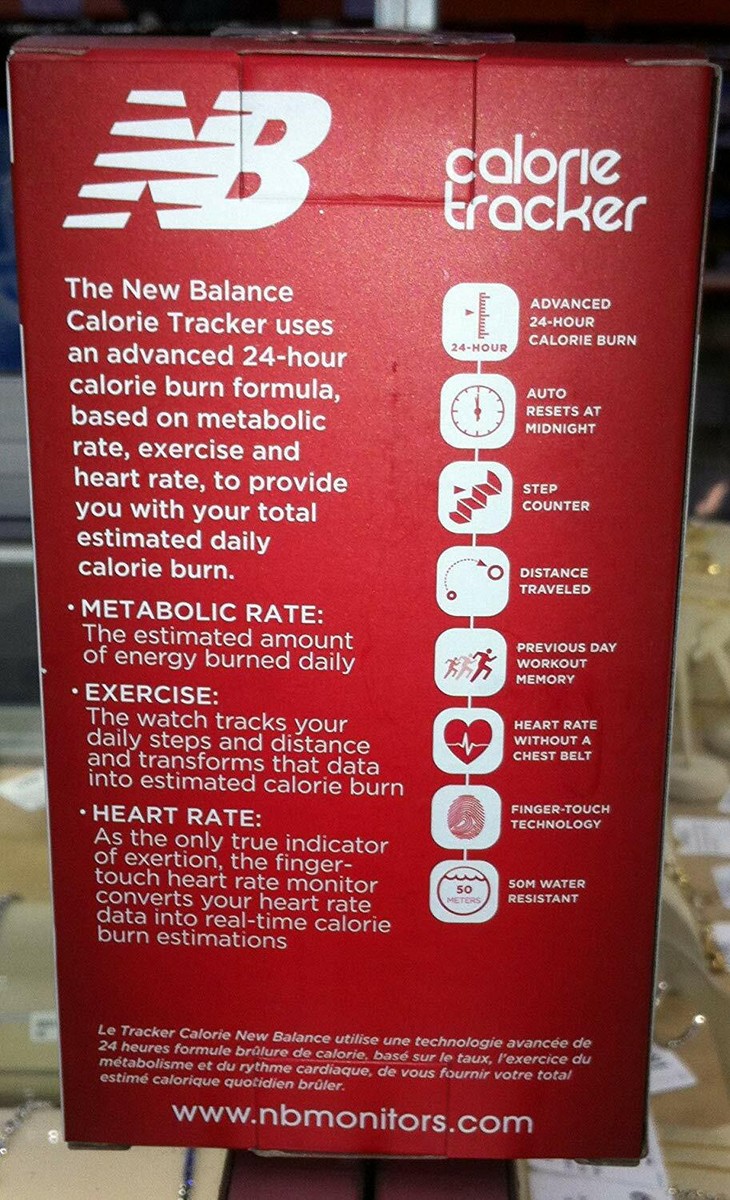 NB
calorie
tracker
The New Balance
Calorie Tracker uses
an advanced 24-hour
calorie burn formula,
based on metabolic
rate, exercise and
heart rate, to provide
you with your total
estimated daily
calorie burn.
• METABOLIC RATE:
The estimated amount
of energy burned daily
• EXERCISE:
The watch tracks your
daily steps and distance
and transforms that data
into estimated calorie burn
• HEART RATE:
As the only true indicator
of exertion, the finger-
touch heart rate monitor
converts your heart rate
data into real-time calorie
burn estimations
24-HOUR
ADVANCED
24-HOUR
CALORIE BURN
AUTO
RESETS AT
MIDNIGHT
STEP
COUNTER
DISTANCE
TRAVELED
PREVIOUS DAY
WORKOUT
MEMORY
HEART RATE
WITHOUT A
CHEST BELT
FINGER-TOUCH
TECHNOLOGY
50
METERS
50M WATER
RESISTANT
Le Tracker Calorie New Balance utilise une technologie avancée de
24 heures formule brûlure de calorie, basé sur le taux, l'exercice du
métabolisme et du rythme cardiaque, de vous fournir votre total
estimé calorique quotidien brûler.
www.nbmonitors.com